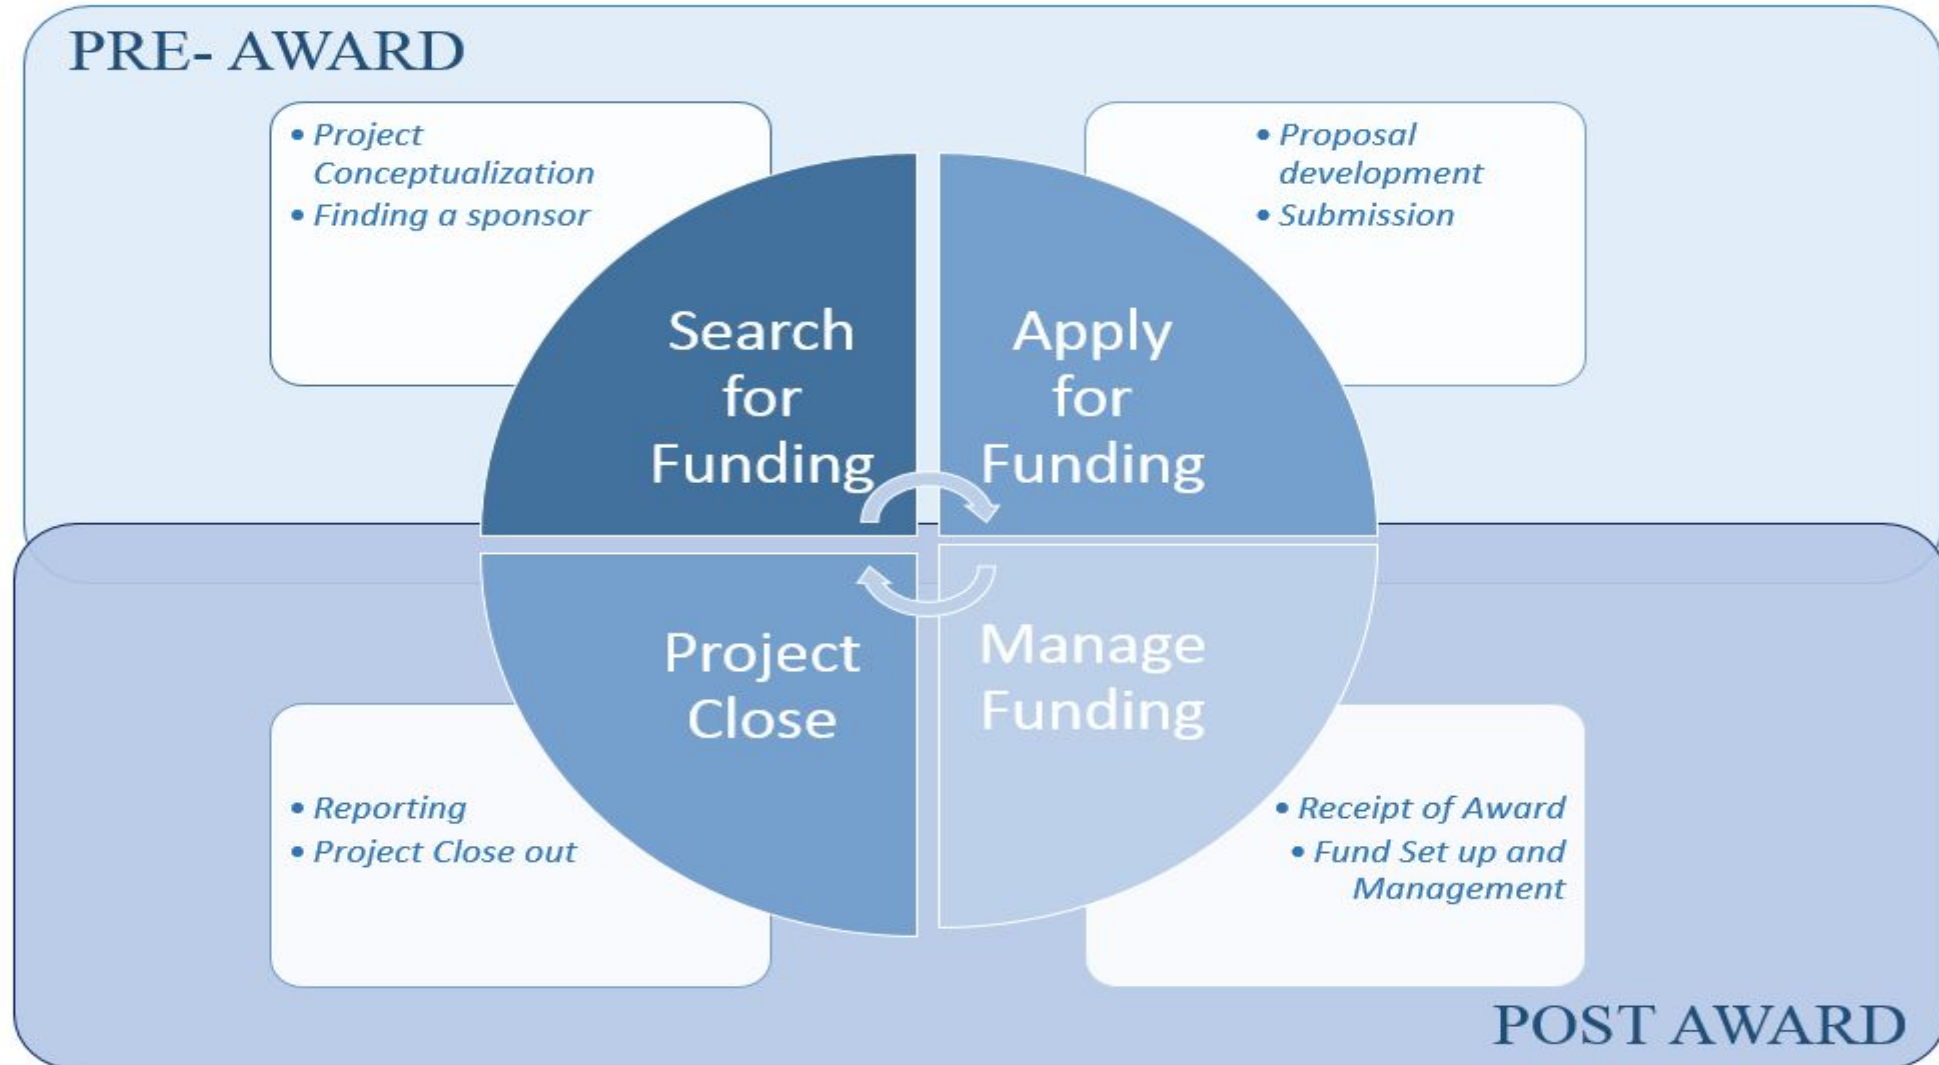 PRE- AWARD
• Project
Conceptualization
• Finding a sponsor
• Proposal
development
• Submission
Search
for
Funding
Apply
for
Funding
Project
Close
Manage
Funding
• Reporting
• Project Close out
• Receipt of Award
• Fund Set up and
Management
POST AWARD